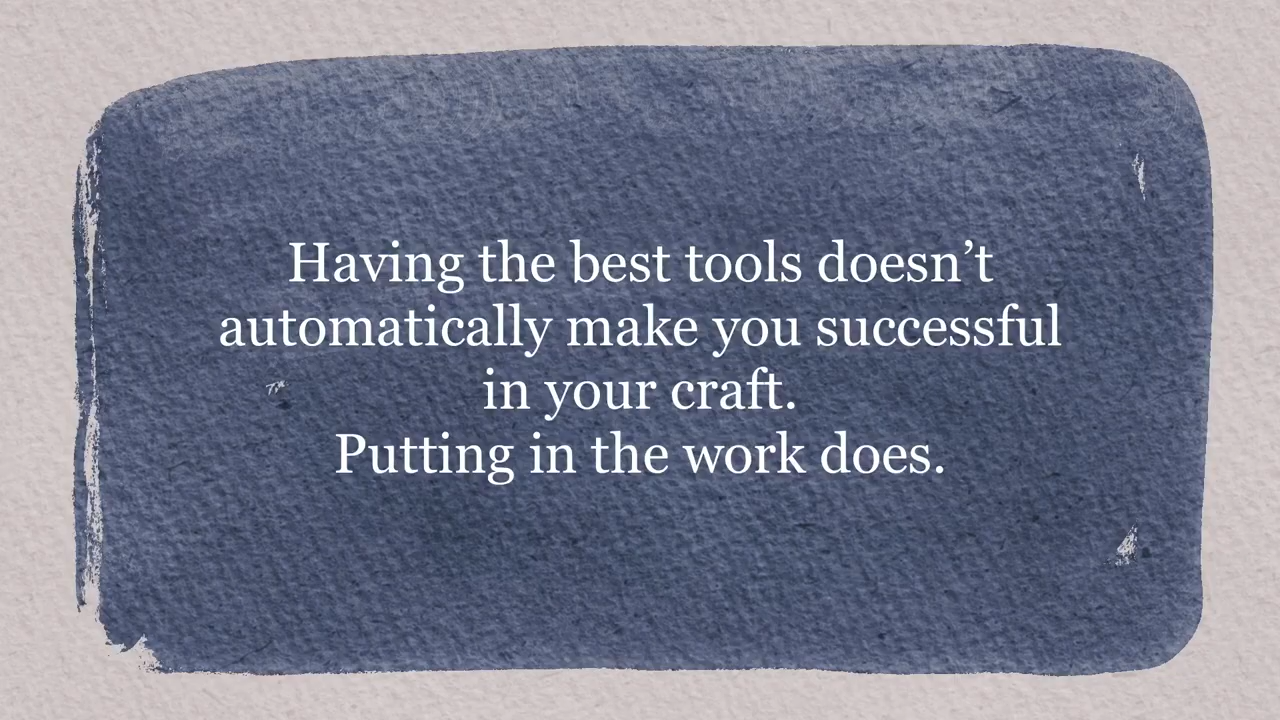 Having the best tools doesn’t
automatically make you successful
in your craft.
Putting in the work does.